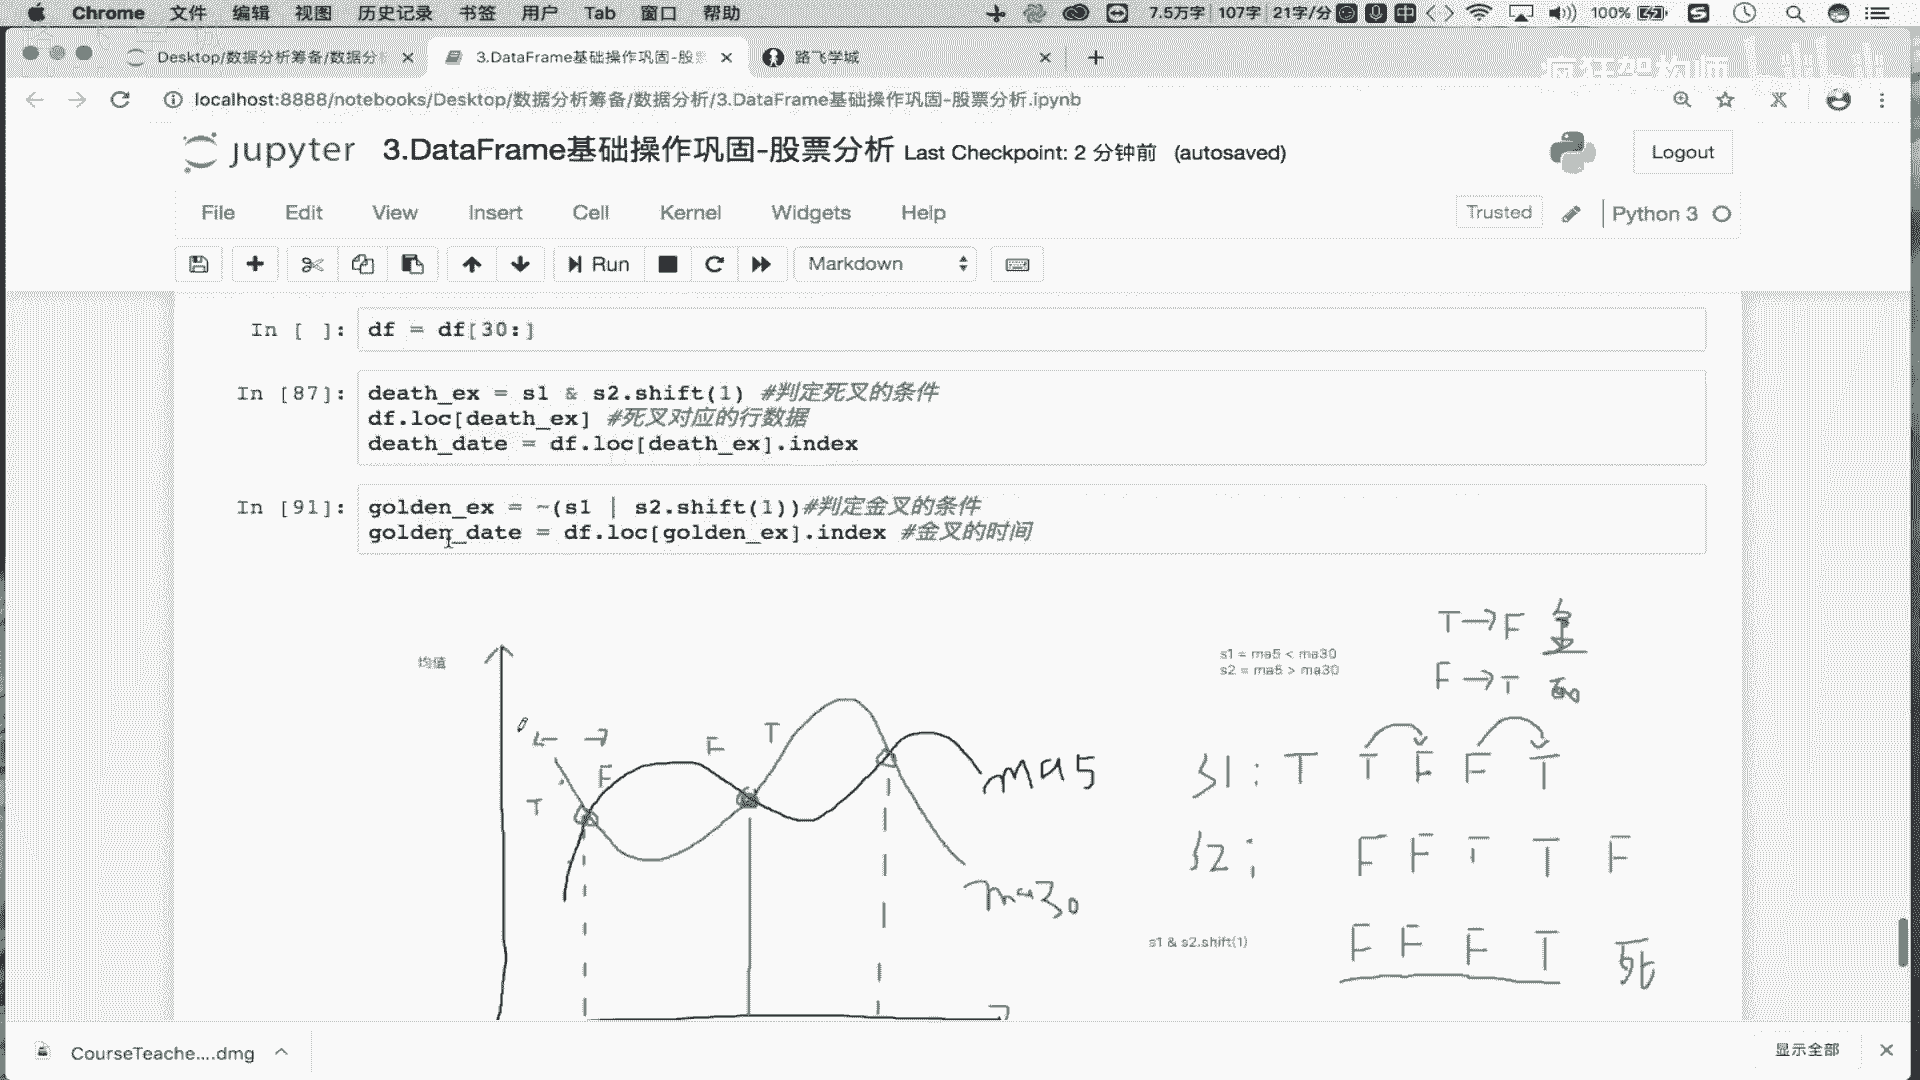 Chrome 文件 编辑 视图 历史记录 书签 用户 Tab 窗口 帮助 7.5万字 107字 21字/分 中 100%
Desktop/数据分析筹备/数据分 3.DataFrame基础操作巩固-股 路飞学城
疯狂架构师
localhost:8888/notebooks/Desktop/数据分析筹备/数据分析/3.DataFrame基础操作巩固-股票分析.ipynb
jupyter 3.DataFrame基础操作巩固-股票分析 Last Checkpoint: 2 分钟前 (autosaved) Logout
File Edit View Insert Cell Kernel Widgets Help Trusted Python 3
Run Markdown
In [ ]: df = df[30:]
In [87]: death_ex = s1 & s2.shift(1) #判定死叉的条件
df.loc[death_ex] #死叉对应的行数据
death_date = df.loc[death_ex].index
In [91]: golden_ex = ~(s1 | s2.shift(1))#判定金叉的条件
golden_date = df.loc[golden_ex].index #金叉的时间
T→F 金
均值
s1 = ma5 < ma30
s2 = ma5 > ma30
F→T
F T
T F
ma5
S1: T T F F T
S2: F F T T F
ma30
s1 & s2.shift(1) F F F T 死
CourseTeache....dmg 显示全部